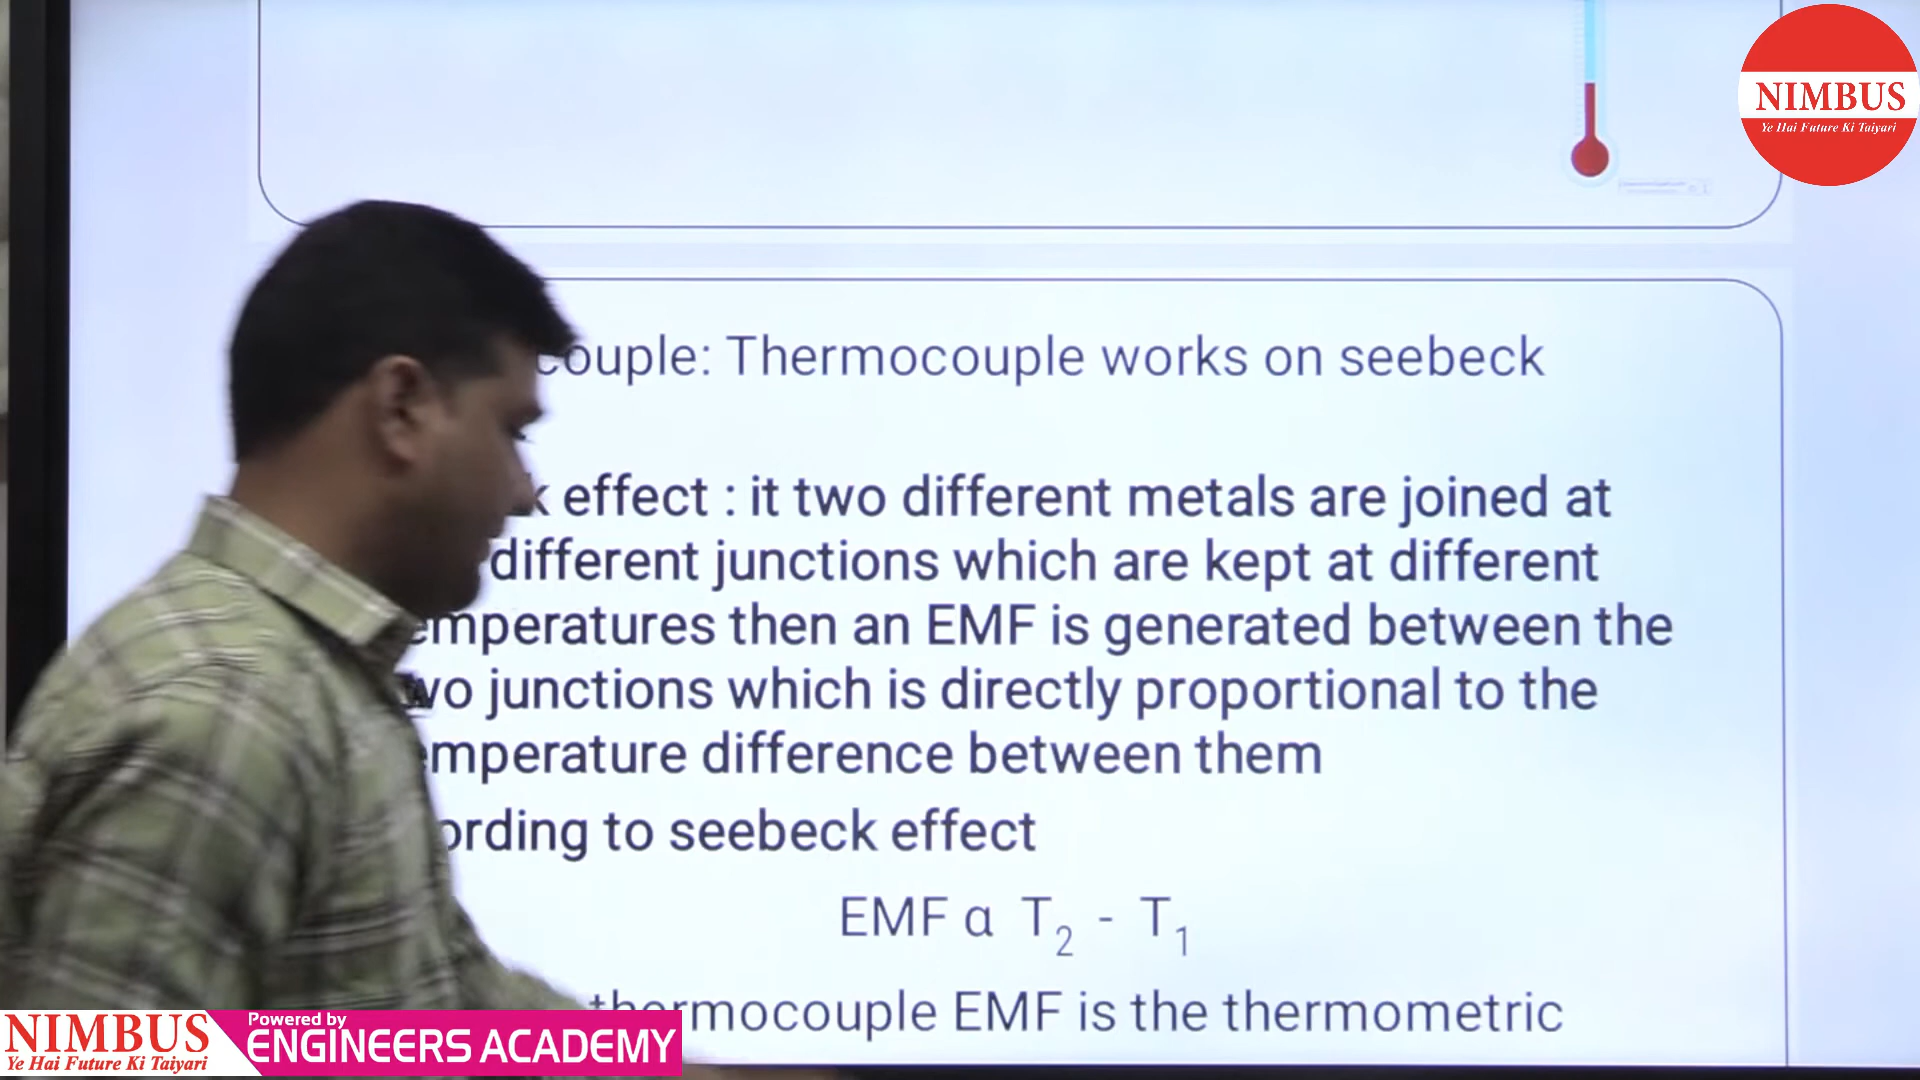 NIMBUS
Ye Hai Future Ki Taiyari
couple: Thermocouple works on seebeck
k effect : it two different metals are joined at
different junctions which are kept at different
emperatures then an EMF is generated between the
wo junctions which is directly proportional to the
emperature difference between them
ording to seebeck effect
EMF α T₂ - T₁
thermocouple EMF is the thermometric
NIMBUS
Ye Hai Future Ki Taiyari
Powered by
ENGINEERS ACADEMY